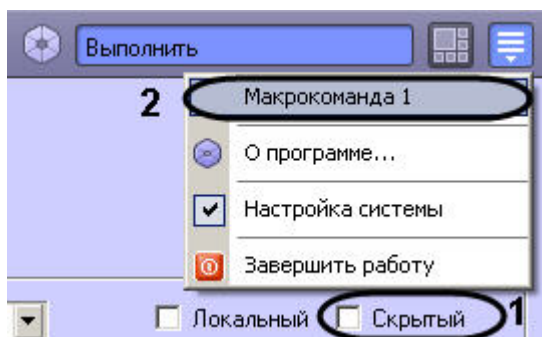 Выполнить
2 Макрокоманда 1
О программе...
Настройка системы
Завершить работу
Локальный Скрытый 1